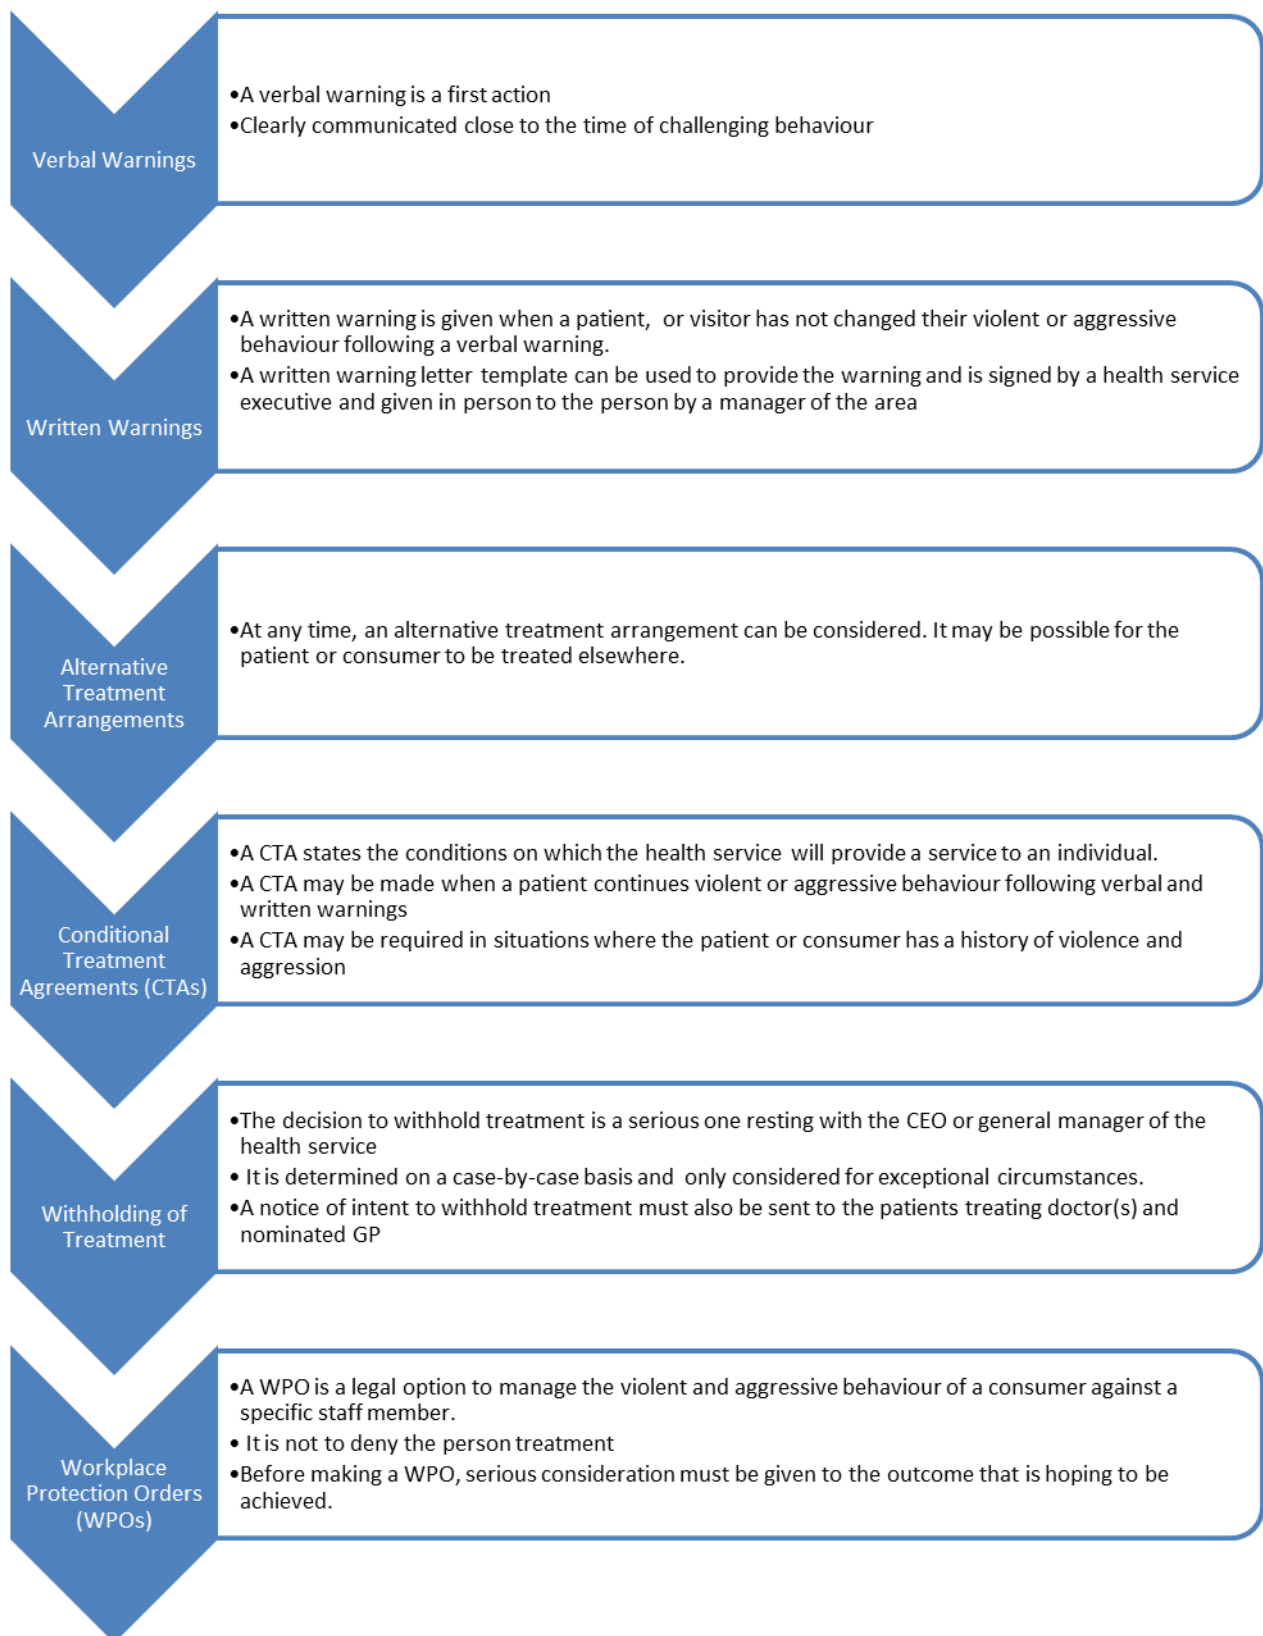 Verbal Warnings
•A verbal warning is a first action
•Clearly communicated close to the time of challenging behaviour
Written Warnings
•A written warning is given when a patient,  or visitor has not changed their violent or aggressive
behaviour following a verbal warning.
•A written warning letter template can be used to provide the warning and is signed by a health service
executive and given in person to the person by a manager of the area
Alternative
Treatment
Arrangements
•At any time, an alternative treatment arrangement can be considered. It may be possible for the
patient or consumer to be treated elsewhere.
Conditional
Treatment
Agreements (CTAs)
•A CTA states the conditions on which the health service  will provide a service to an individual.
•A CTA may be made when a patient continues violent or aggressive behaviour following verbal and
written warnings
•A CTA may be required in situations where the patient or consumer has a history of violence and
aggression
Withholding of
Treatment
•The decision to withhold treatment is a serious one resting with the CEO or general manager of the
health service
• It is determined on a case-by-case basis and  only considered for exceptional circumstances.
•A notice of intent to withhold treatment must also be sent to the patients treating doctor(s) and
nominated GP
Workplace
Protection Orders
(WPOs)
•A WPO is a legal option to manage the violent and aggressive behaviour of a consumer against a
specific staff member.
• It is not to deny the person treatment
•Before making a WPO, serious consideration must be given to the outcome that is hoping to be
achieved.